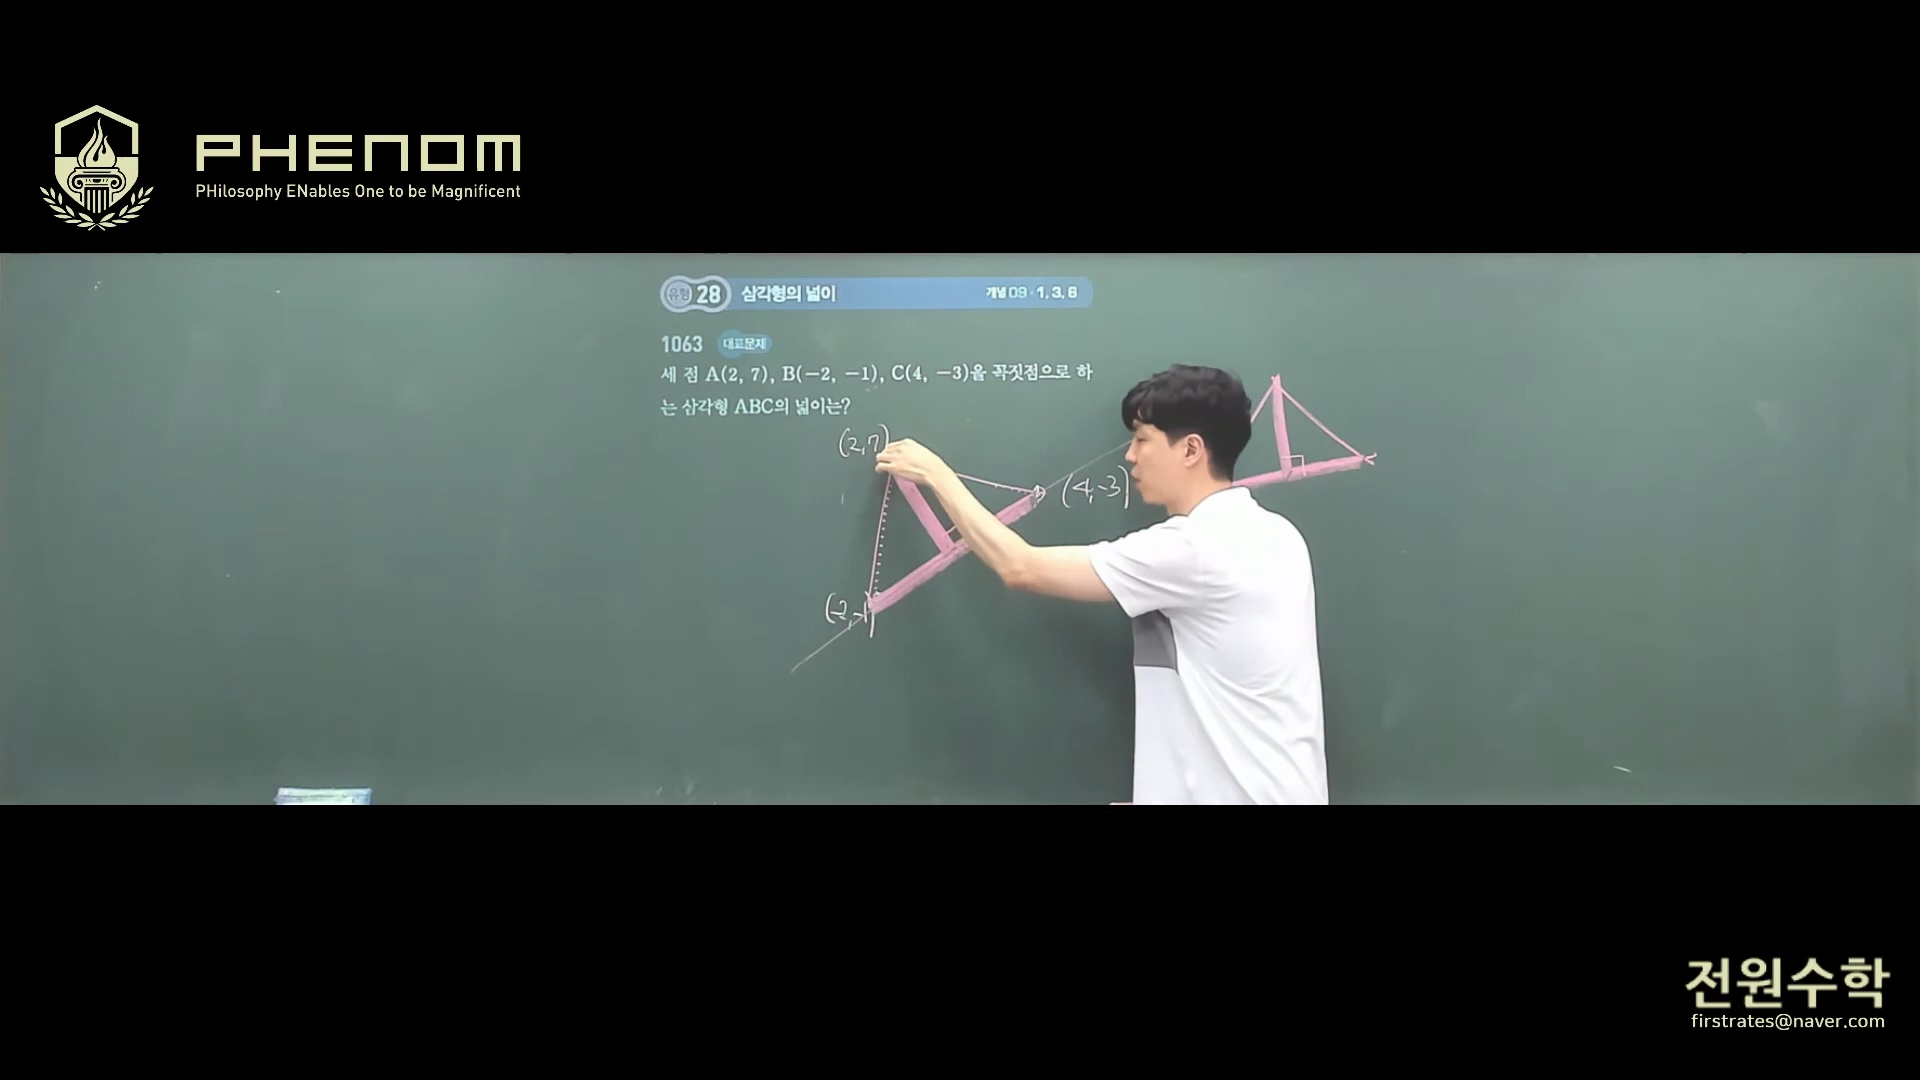 PHENOM
PHilosophy ENables One to be Magnificent
유형 28 삼각형의 넓이 개념 09-1, 3, 6
1063 대표문제
세 점 A(2, 7), B(−2, −1), C(4, −3)을 꼭짓점으로 하
는 삼각형 ABC의 넓이는?
(2,7)
(4,-3)
(-2,-1)
전원수학
firstrates@naver.com